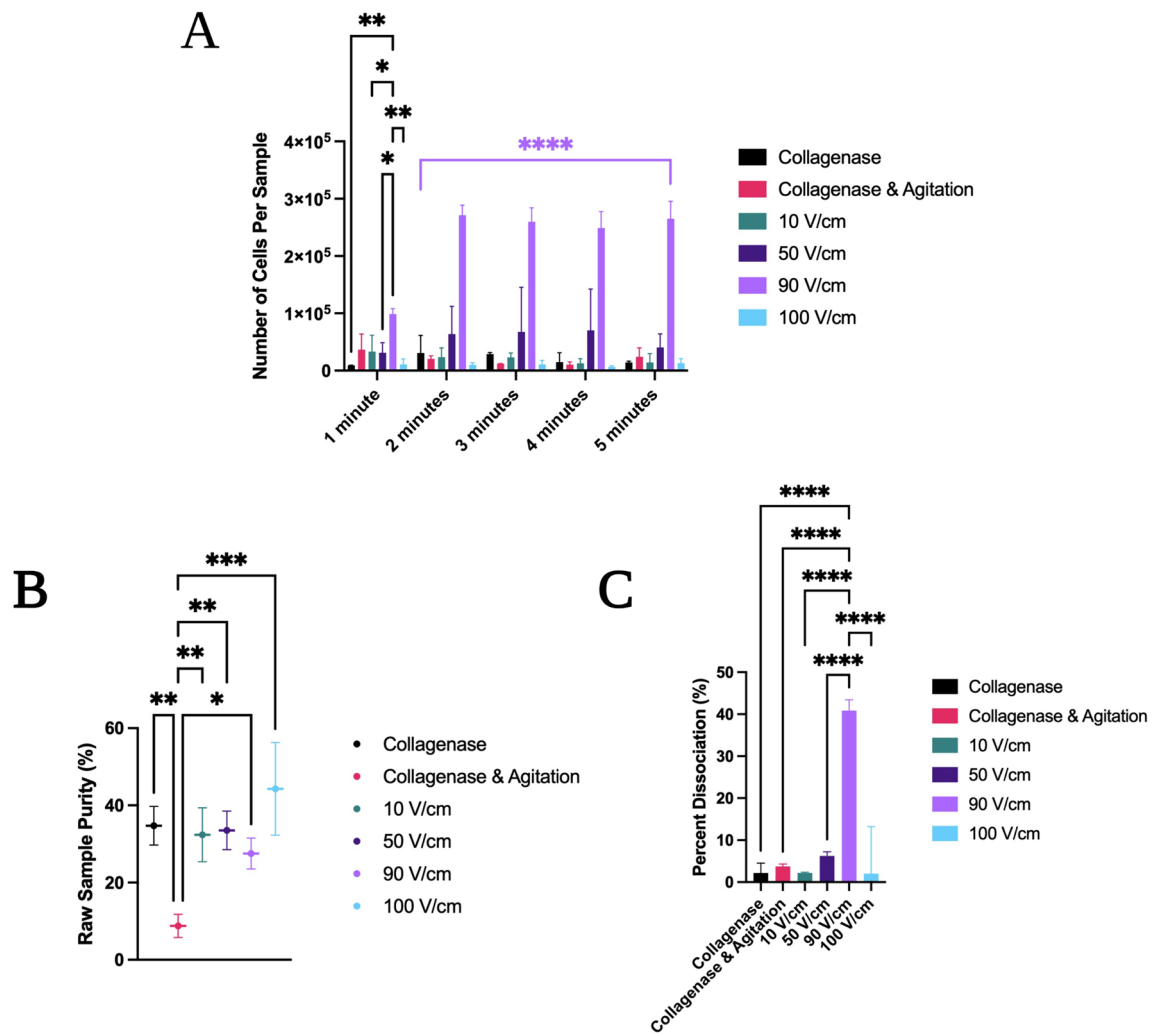 A
**
*
**
*
****
Number of Cells Per Sample
4×10⁵
3×10⁵
2×10⁵
1×10⁵
0
1 minute
2 minutes
3 minutes
4 minutes
5 minutes
Collagenase
Collagenase & Agitation
10 V/cm
50 V/cm
90 V/cm
100 V/cm
B
***
**
**
**
*
Raw Sample Purity (%)
60
40
20
0
Collagenase
Collagenase & Agitation
10 V/cm
50 V/cm
90 V/cm
100 V/cm
C
****
****
****
****
****
Percent Dissociation (%)
50
40
30
20
10
0
Collagenase
Collagenase & Agitation
10 V/cm
50 V/cm
90 V/cm
100 V/cm
Collagenase
Collagenase & Agitation
10 V/cm
50 V/cm
90 V/cm
100 V/cm